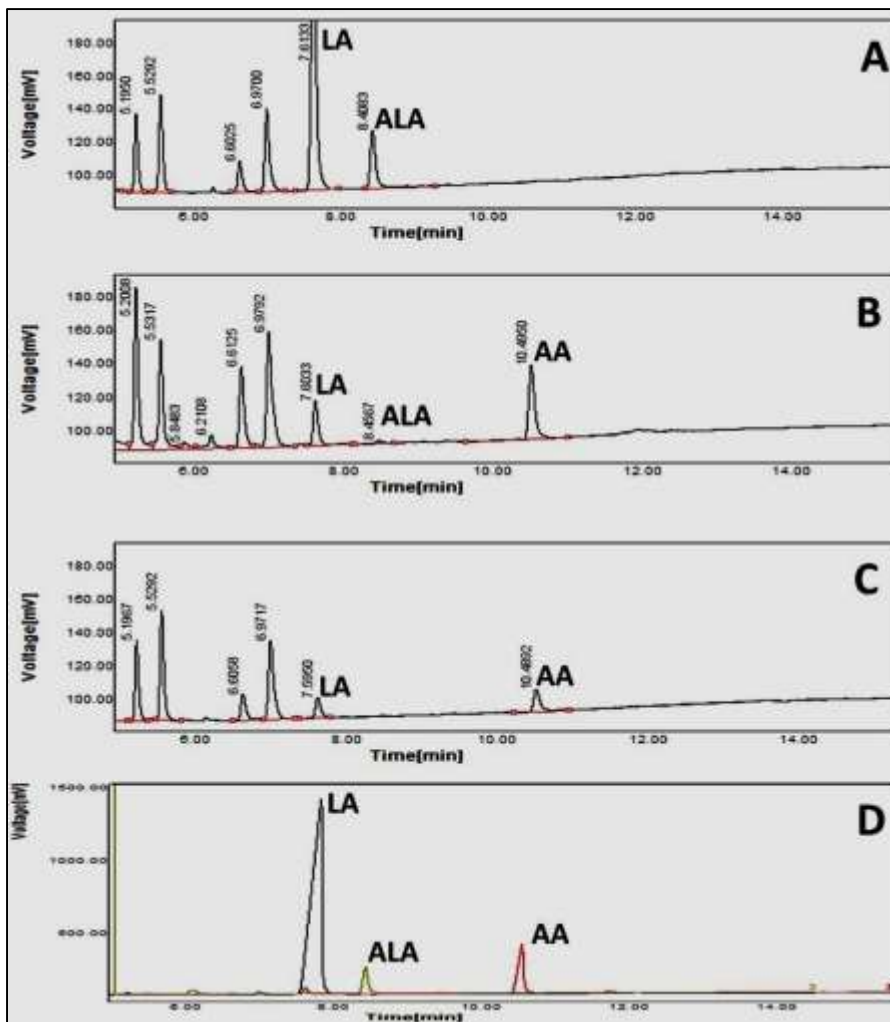 A
Voltage[mV]
180.00
160.00
140.00
120.00
100.00
5.1950
5.5292
6.6025
6.9700
7.6133
LA
8.4083
ALA
6.00 8.00 10.00 12.00 14.00
Time[min]
B
Voltage[mV]
180.00
160.00
140.00
120.00
100.00
5.2008
5.5317
5.8483
6.2108
6.6125
6.9792
7.6033
LA
8.4567
ALA
10.4950
AA
6.00 8.00 10.00 12.00 14.00
Time[min]
C
Voltage[mV]
180.00
160.00
140.00
120.00
100.00
5.1967
5.5292
6.6058
6.9717
7.5950
LA
10.4892
AA
6.00 8.00 10.00 12.00 14.00
Time[min]
D
Voltage[mV]
1500.00
1000.00
500.00
LA
ALA
AA
6.00 8.00 10.00 12.00 14.00
Time[min]